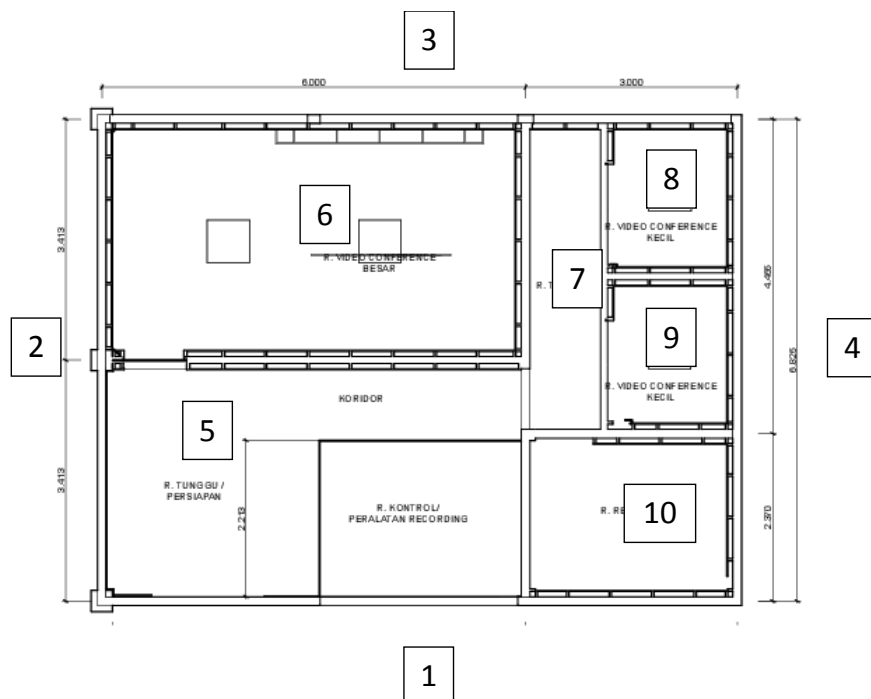 3
6.000
3.000
8
6
R. VIDEO CONFERENCE
KECIL
3.413
R. VIDEO CONFERENCE
BESAR
7
4.465
2
9
4
6.826
R. VIDEO CONFERENCE
KECIL
KORIDOR
5
3.413
R. TUNGGU /
PERSIAPAN
2.213
R. KONTROL/
PERALATAN RECORDING
10
2.370
1